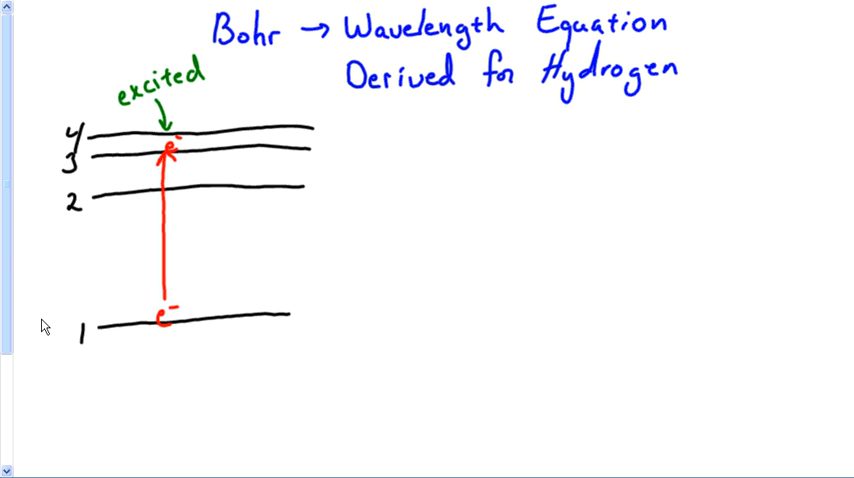 Bohr → Wavelength Equation
Derived for Hydrogen
excited
4
e⁻
3
2
e⁻
1